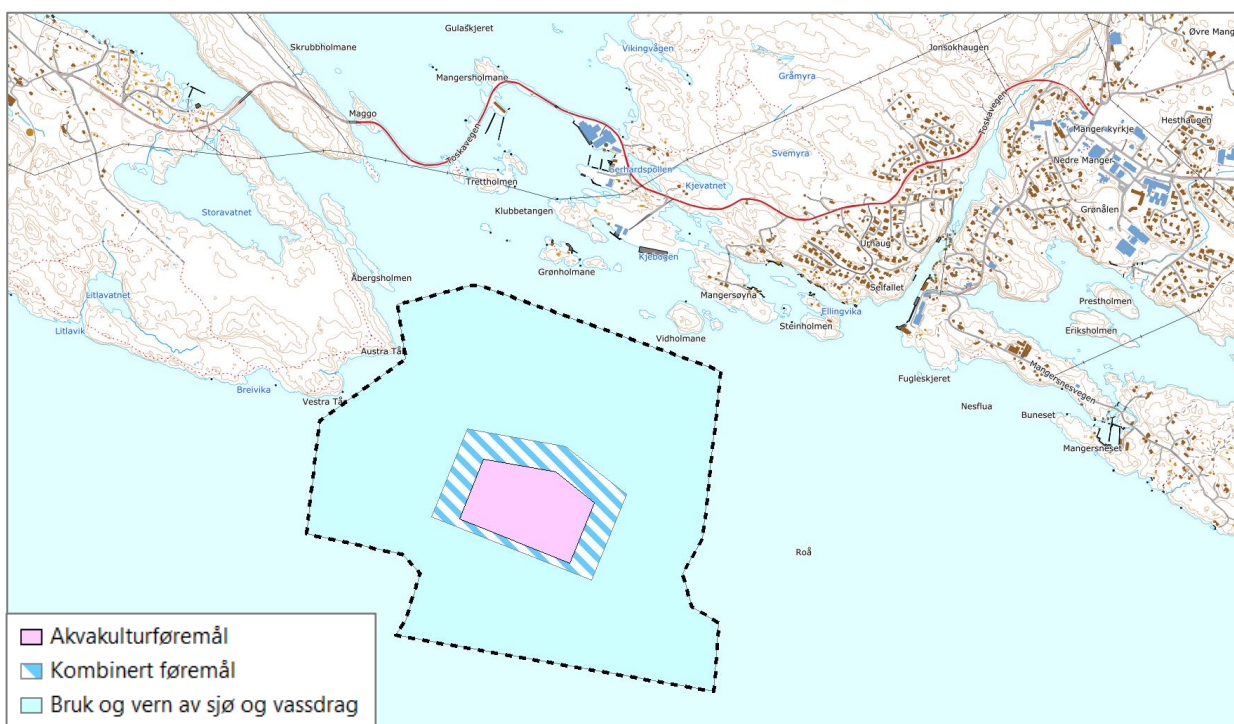 Gulaskjeret
Skrubbholmane
Vikingvågen
Jonsokhaugen
Øvre Mang
Mangersholmane
Gråmyra
Maggo
Toskavegen
Toskavegen
Hesthaugen
Manger kyrkje
Gerhardspollen
Svemyra
Nedre Manger
Trettholmen
Kjevatnet
Storavatnet
Klubbetangen
Grønålen
Urhaug
Kjebogen
Grønholmane
Åbergsholmen
Litlavatnet
Mangersøyna
Selfallet
Prestholmen
Ellingvika
Litlavik
Steinholmen
Eriksholmen
Vidholmane
Austra Tå
Mangersnesvegen
Fugleskjeret
Breivika
Vestra Tå
Nesflua
Buneset
Mangersneset
Roå
Akvakulturføremål
Kombinert føremål
Bruk og vern av sjø og vassdrag